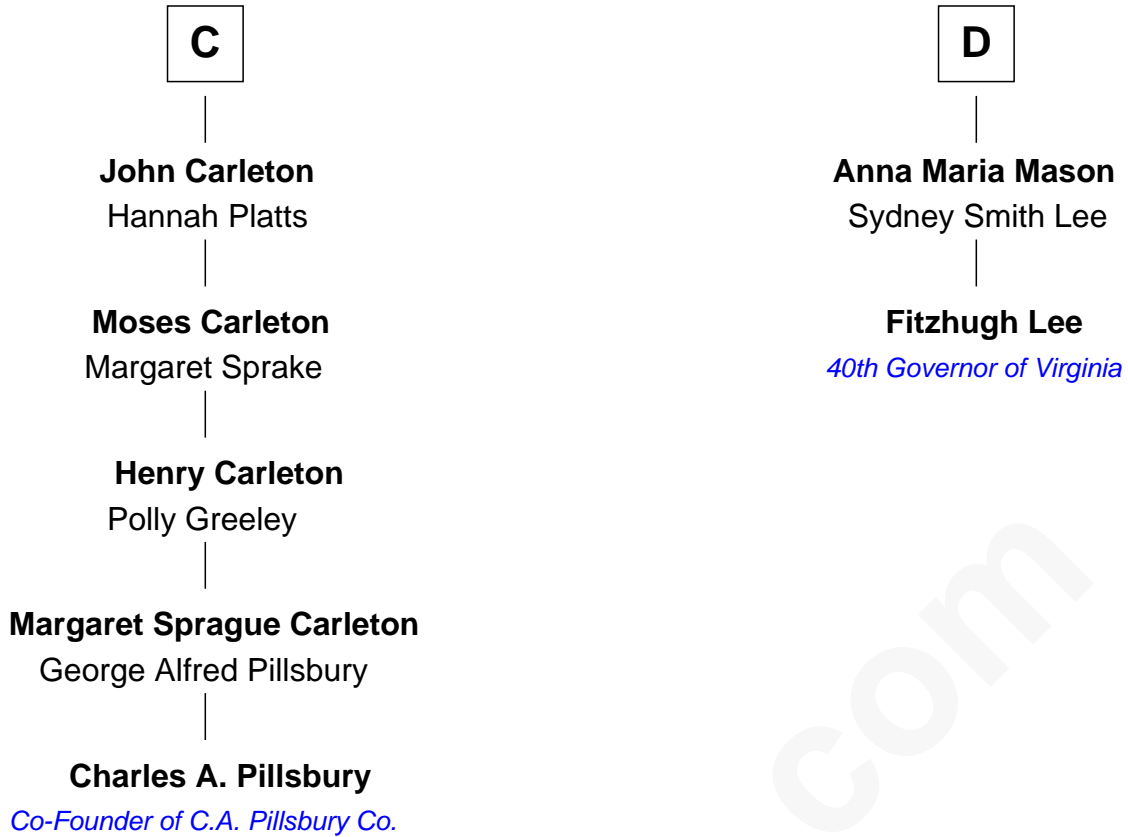 C
John Carleton
Hannah Platts
Moses Carleton
Margaret Sprake
Henry Carleton
Polly Greeley
Margaret Sprague Carleton
George Alfred Pillsbury
Charles A. Pillsbury
Co-Founder of C.A. Pillsbury Co.
D
Anna Maria Mason
Sydney Smith Lee
Fitzhugh Lee
40th Governor of Virginia
com